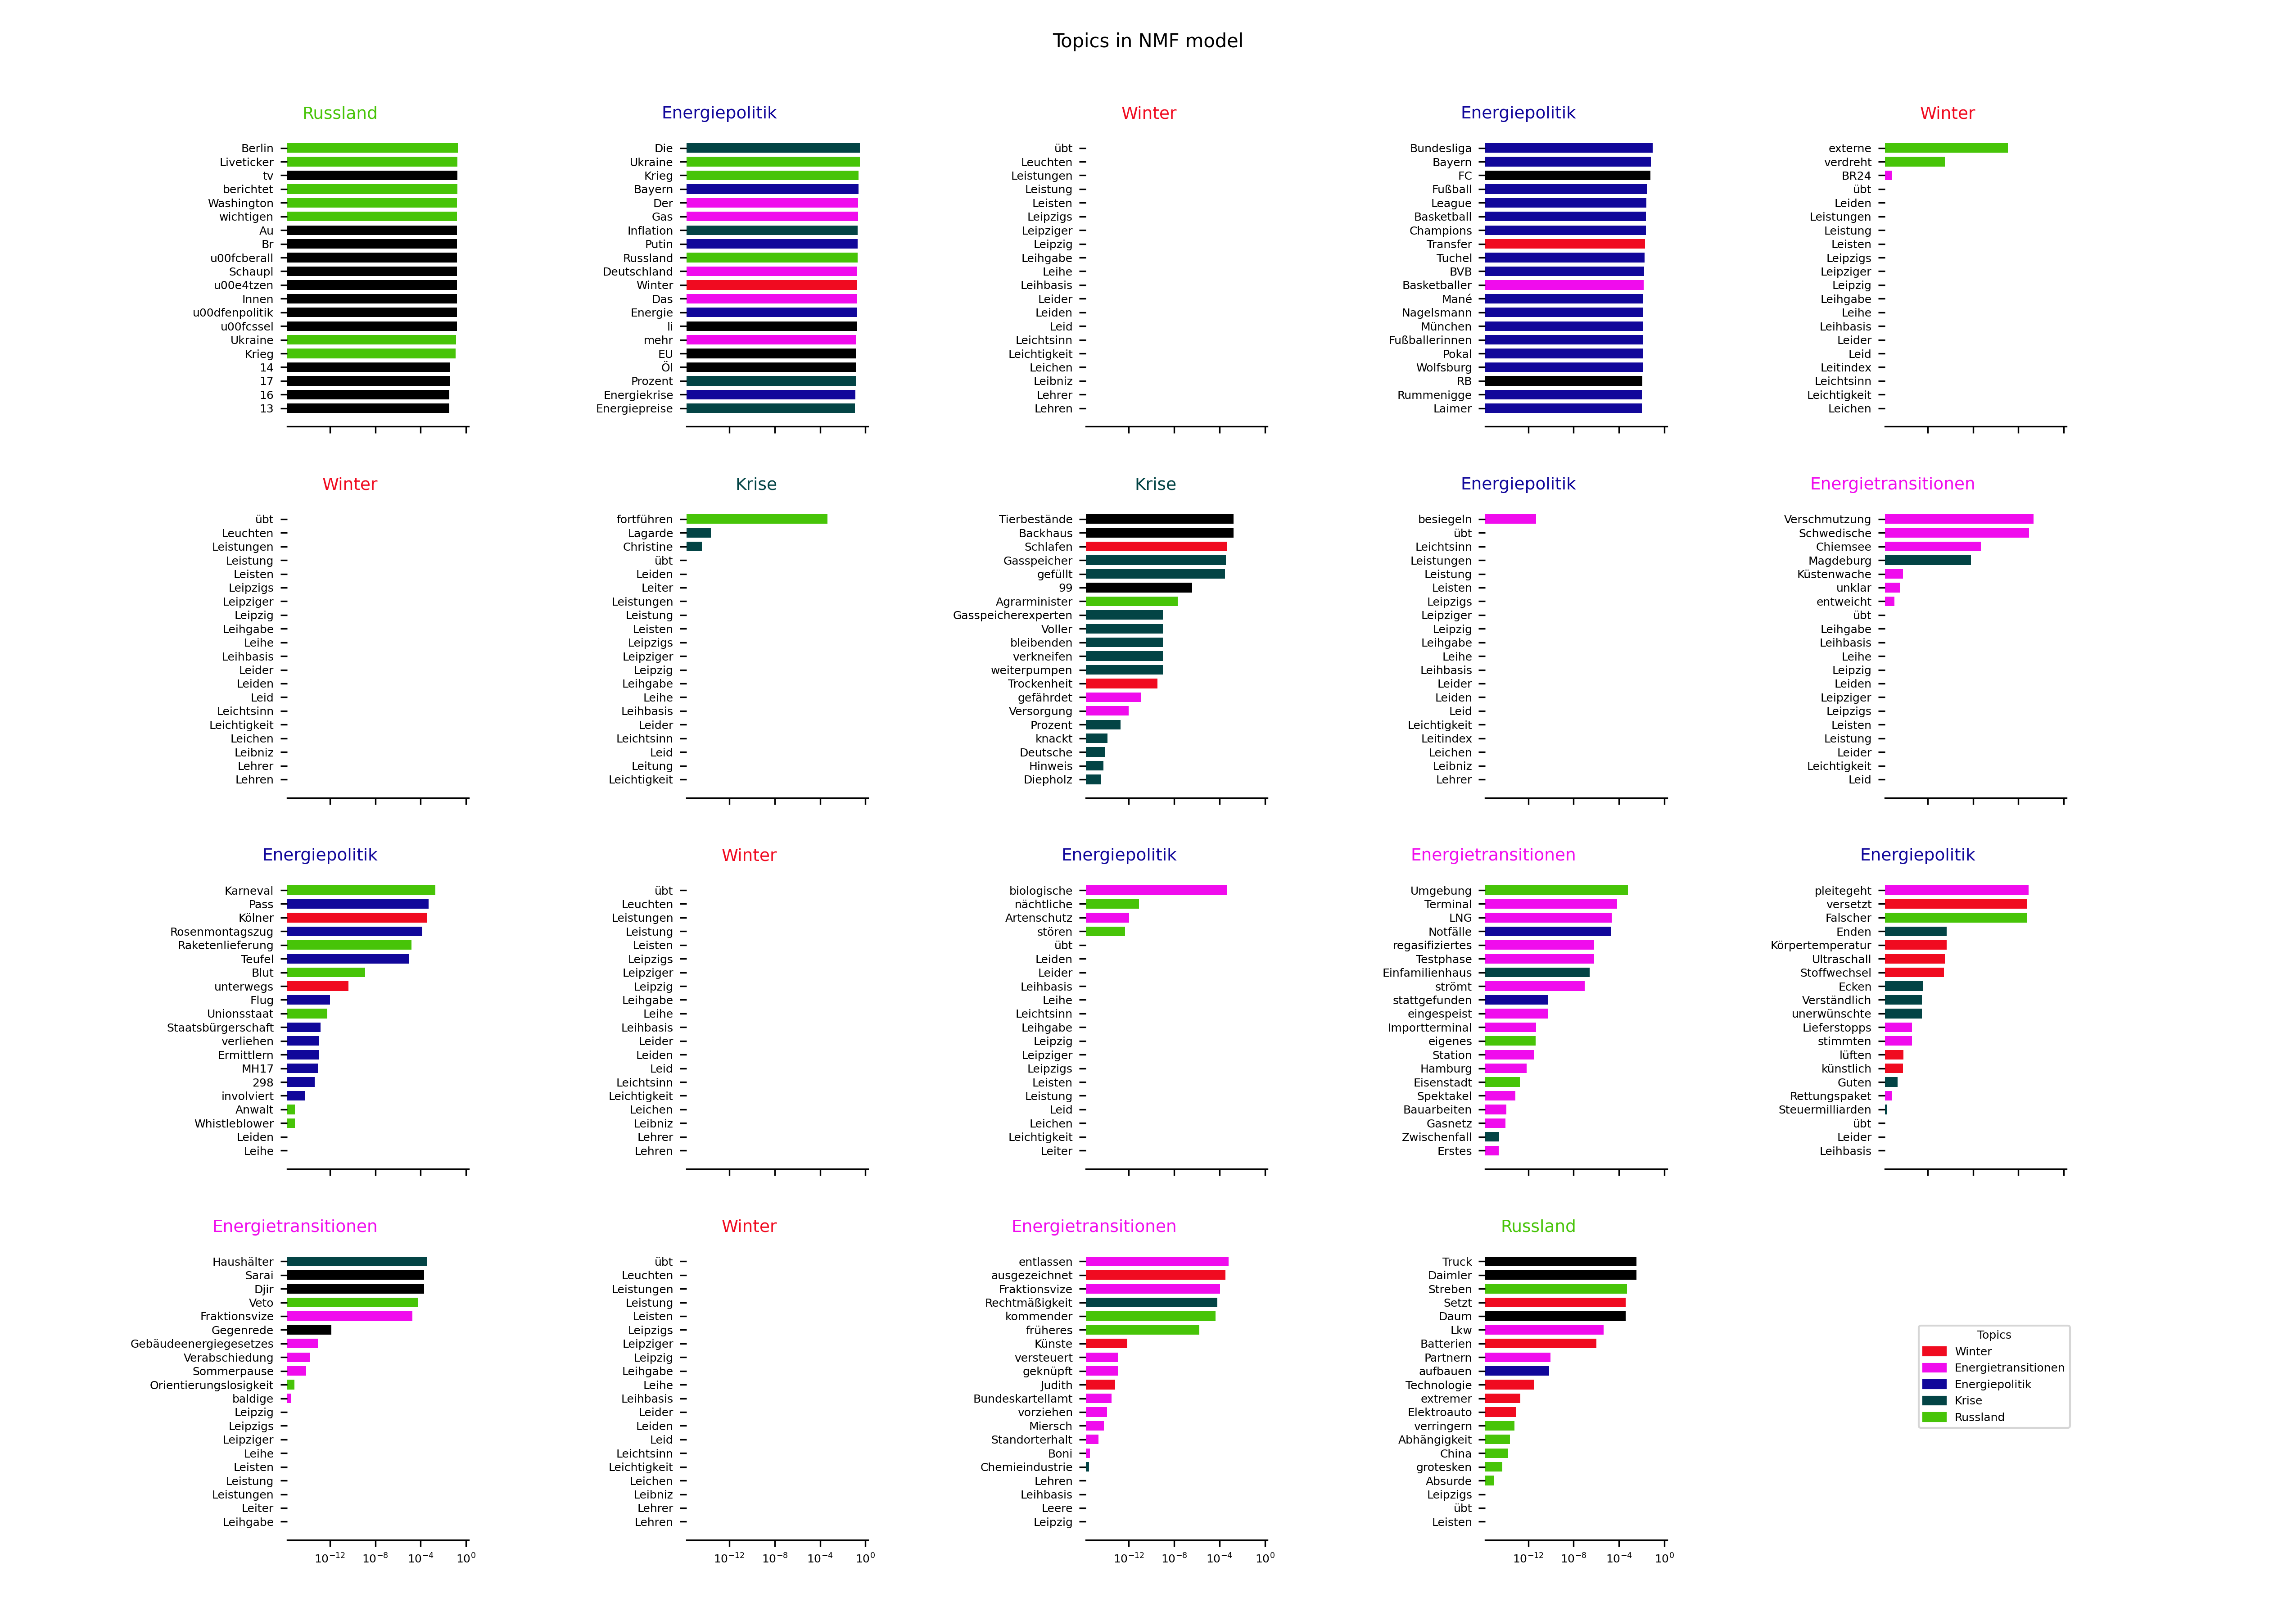 Topics in NMF model
Russland
Berlin
Liveticker
tv
berichtet
Washington
wichtigen
Au
Br
u00fcberall
Schaupl
u00e4tzen
Innen
u00dfenpolitik
u00fcssel
Ukraine
Krieg
14
17
16
13
Energiepolitik
Die
Ukraine
Krieg
Bayern
Der
Gas
Inflation
Putin
Russland
Deutschland
Winter
Das
Energie
li
mehr
EU
Öl
Prozent
Energiekrise
Energiepreise
Winter
übt
Leuchten
Leistungen
Leistung
Leisten
Leipzigs
Leipziger
Leipzig
Leihgabe
Leihe
Leihbasis
Leider
Leiden
Leid
Leichtsinn
Leichtigkeit
Leichen
Leibniz
Lehrer
Lehren
Energiepolitik
Bundesliga
Bayern
FC
Fußball
League
Basketball
Champions
Transfer
Tuchel
BVB
Basketballer
Mané
Nagelsmann
München
Fußballerinnen
Pokal
Wolfsburg
RB
Rummenigge
Laimer
Winter
externe
verdreht
BR24
übt
Leiden
Leistungen
Leistung
Leisten
Leipzigs
Leipziger
Leipzig
Leihgabe
Leihe
Leihbasis
Leider
Leid
Leitindex
Leichtsinn
Leichtigkeit
Leichen
Winter
übt
Leuchten
Leistungen
Leistung
Leisten
Leipzigs
Leipziger
Leipzig
Leihgabe
Leihe
Leihbasis
Leider
Leiden
Leid
Leichtsinn
Leichtigkeit
Leichen
Leibniz
Lehrer
Lehren
Krise
fortführen
Lagarde
Christine
übt
Leiden
Leiter
Leistungen
Leistung
Leisten
Leipzigs
Leipziger
Leipzig
Leihgabe
Leihe
Leihbasis
Leider
Leichtsinn
Leid
Leitung
Leichtigkeit
Krise
Tierbestände
Backhaus
Schlafen
Gasspeicher
gefüllt
99
Agrarminister
Gasspeicherexperten
Voller
bleibenden
verkneifen
weiterpumpen
Trockenheit
gefährdet
Versorgung
Prozent
knackt
Deutsche
Hinweis
Diepholz
Energiepolitik
besiegeln
übt
Leichtsinn
Leistungen
Leistung
Leisten
Leipzigs
Leipziger
Leipzig
Leihgabe
Leihe
Leihbasis
Leider
Leiden
Leid
Leichtigkeit
Leitindex
Leichen
Leibniz
Lehrer
Energietransitionen
Verschmutzung
Schwedische
Chiemsee
Magdeburg
Küstenwache
unklar
entweicht
übt
Leihgabe
Leihbasis
Leihe
Leipzig
Leiden
Leipziger
Leipzigs
Leisten
Leistung
Leider
Leichtigkeit
Leid
Energiepolitik
Karneval
Pass
Kölner
Rosenmontagszug
Raketenlieferung
Teufel
Blut
unterwegs
Flug
Unionsstaat
Staatsbürgerschaft
verliehen
Ermittlern
MH17
298
involviert
Anwalt
Whistleblower
Leiden
Leihe
Winter
übt
Leuchten
Leistungen
Leistung
Leisten
Leipzigs
Leipziger
Leipzig
Leihgabe
Leihe
Leihbasis
Leider
Leiden
Leid
Leichtsinn
Leichtigkeit
Leichen
Leibniz
Lehrer
Lehren
Energiepolitik
biologische
nächtliche
Artenschutz
stören
übt
Leiden
Leider
Leihbasis
Leihe
Leichtsinn
Leihgabe
Leipzig
Leipziger
Leipzigs
Leisten
Leistung
Leid
Leichen
Leichtigkeit
Leiter
Energietransitionen
Umgebung
Terminal
LNG
Notfälle
regasifiziertes
Testphase
Einfamilienhaus
strömt
stattgefunden
eingespeist
Importterminal
eigenes
Station
Hamburg
Eisenstadt
Spektakel
Bauarbeiten
Gasnetz
Zwischenfall
Erstes
Energiepolitik
pleitegeht
versetzt
Falscher
Enden
Körpertemperatur
Ultraschall
Stoffwechsel
Ecken
Verständlich
unerwünschte
Lieferstopps
stimmten
lüften
künstlich
Guten
Rettungspaket
Steuermilliarden
übt
Leider
Leihbasis
Energietransitionen
Haushälter
Sarai
Djir
Veto
Fraktionsvize
Gegenrede
Gebäudeenergiegesetzes
Verabschiedung
Sommerpause
Orientierungslosigkeit
baldige
Leipzig
Leipzigs
Leipziger
Leihe
Leisten
Leistung
Leistungen
Leiter
Leihgabe
10⁻¹² 10⁻⁸ 10⁻⁴ 10⁰
Winter
übt
Leuchten
Leistungen
Leistung
Leisten
Leipzigs
Leipziger
Leipzig
Leihgabe
Leihe
Leihbasis
Leider
Leiden
Leid
Leichtsinn
Leichtigkeit
Leichen
Leibniz
Lehrer
Lehren
10⁻¹² 10⁻⁸ 10⁻⁴ 10⁰
Energietransitionen
entlassen
ausgezeichnet
Fraktionsvize
Rechtmäßigkeit
kommender
früheres
Künste
versteuert
geknüpft
Judith
Bundeskartellamt
vorziehen
Miersch
Standorterhalt
Boni
Chemieindustrie
Lehren
Leihbasis
Leere
Leipzig
10⁻¹² 10⁻⁸ 10⁻⁴ 10⁰
Russland
Truck
Daimler
Streben
Setzt
Daum
Lkw
Batterien
Partnern
aufbauen
Technologie
extremer
Elektroauto
verringern
Abhängigkeit
China
grotesken
Absurde
Leipzigs
übt
Leisten
10⁻¹² 10⁻⁸ 10⁻⁴ 10⁰
Topics
Winter
Energietransitionen
Energiepolitik
Krise
Russland